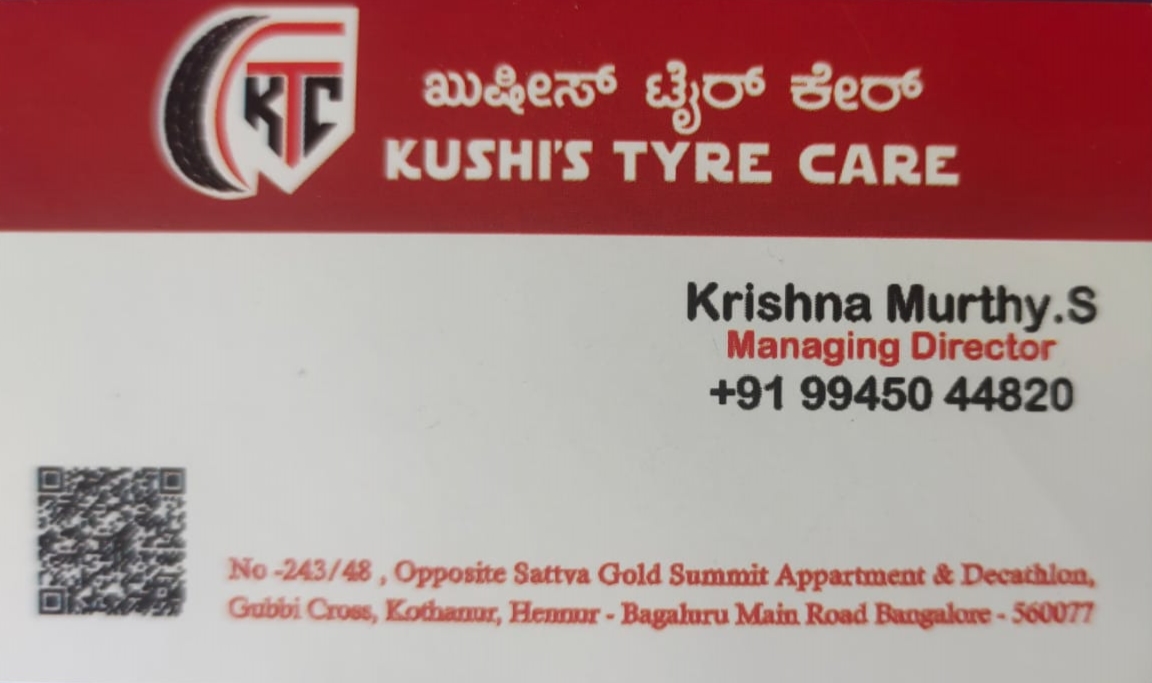 KTC
ಖುಷೀಸ್ ಟೈರ್ ಕೇರ್
KUSHI'S TYRE CARE
Krishna Murthy.S
Managing Director
+91 99450 44820
No -243/48 , Opposite Sattva Gold Summit Appartment & Decathlon,
Gubbi Cross, Kothanur, Hennur - Bagaluru Main Road Bangalore - 560077